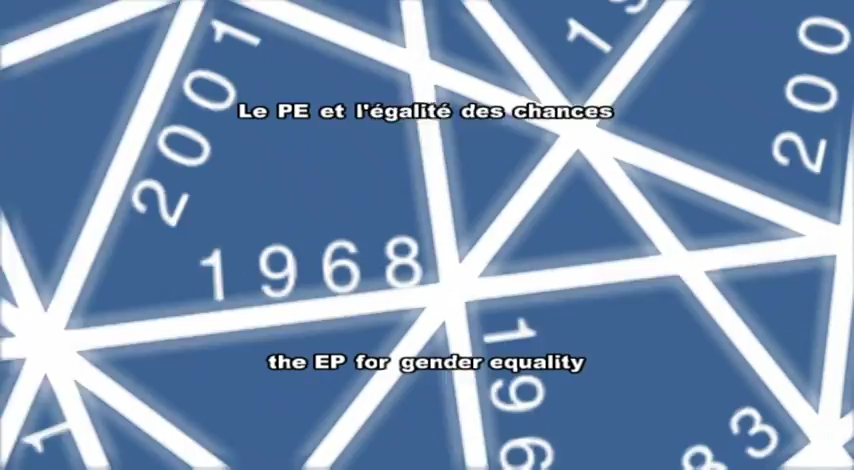 2001
Le PE et l'égalité des chances
1968
the EP for gender equality